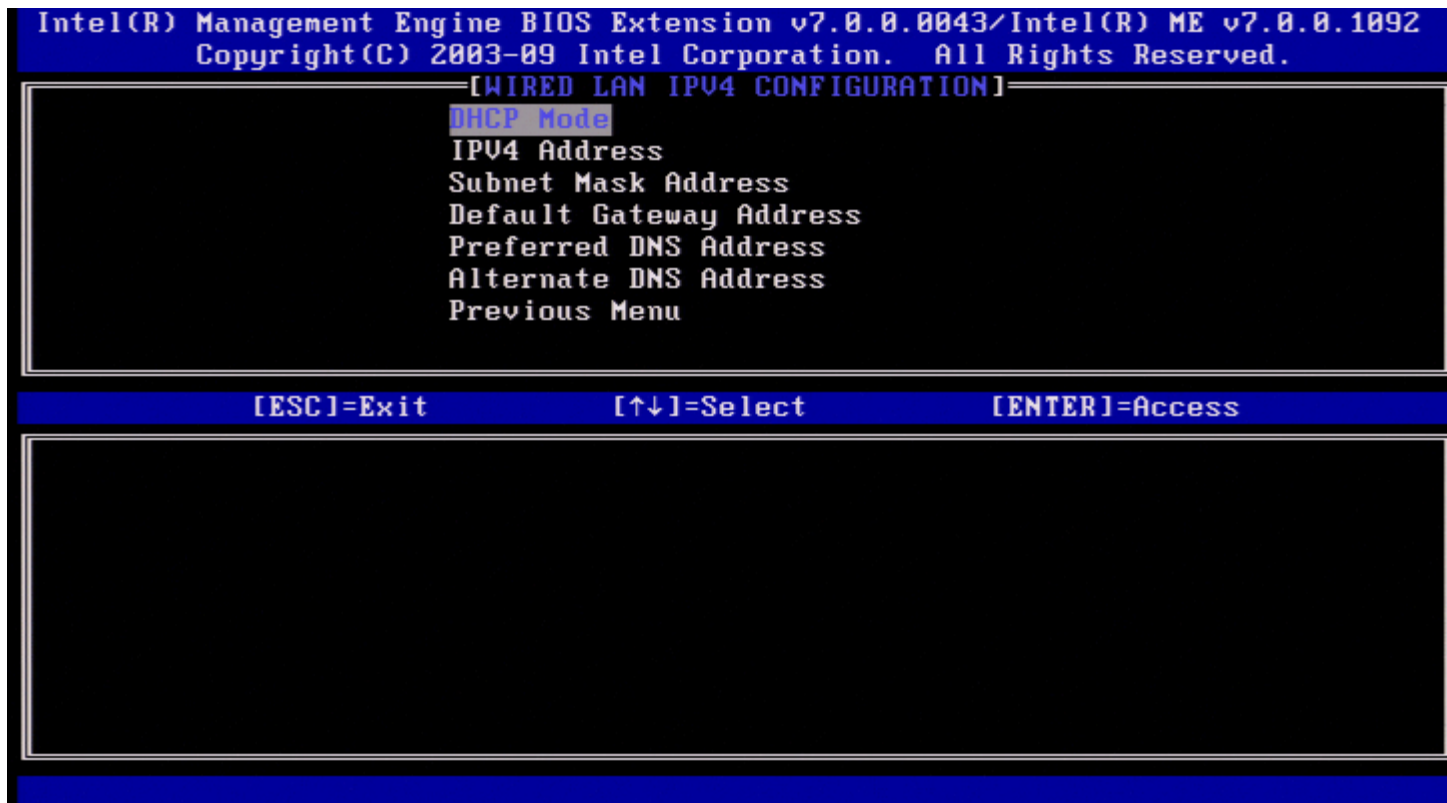 Intel(R) Management Engine BIOS Extension v7.0.0.0043/Intel(R) ME v7.0.0.1092
Copyright(C) 2003-09 Intel Corporation. All Rights Reserved.
[WIRED LAN IPV4 CONFIGURATION]
DHCP Mode
IPV4 Address
Subnet Mask Address
Default Gateway Address
Preferred DNS Address
Alternate DNS Address
Previous Menu
[ESC]=Exit [↑↓]=Select [ENTER]=Access